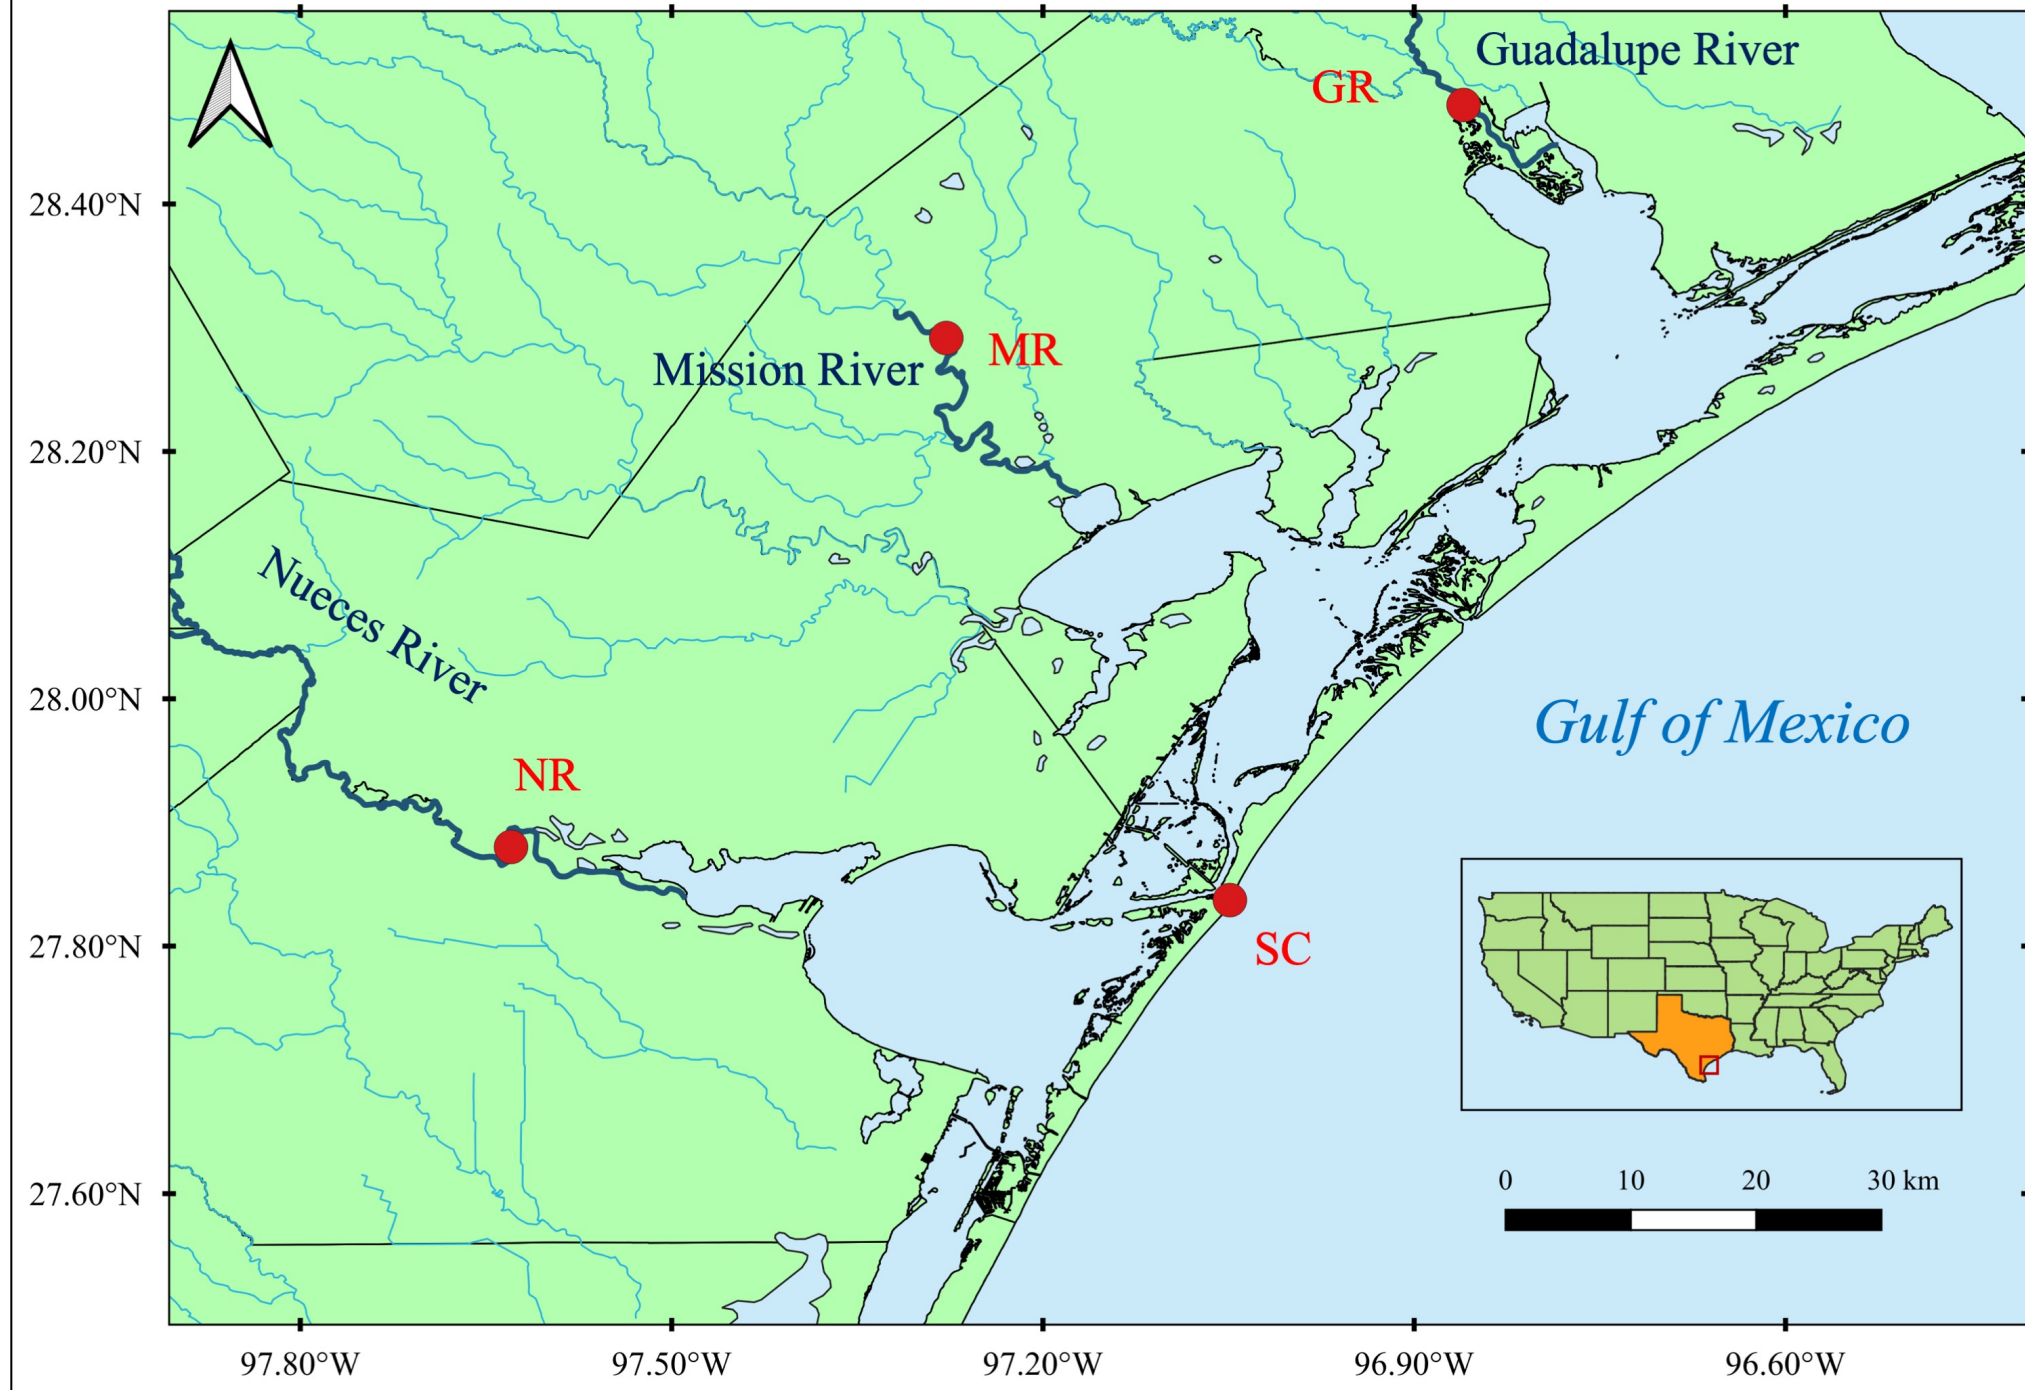 Guadalupe River
GR
28.40°N
MR
Mission River
28.20°N
Nueces River
28.00°N
Gulf of Mexico
NR
SC
27.80°N
0 10 20 30 km
27.60°N
97.80°W 97.50°W 97.20°W 96.90°W 96.60°W